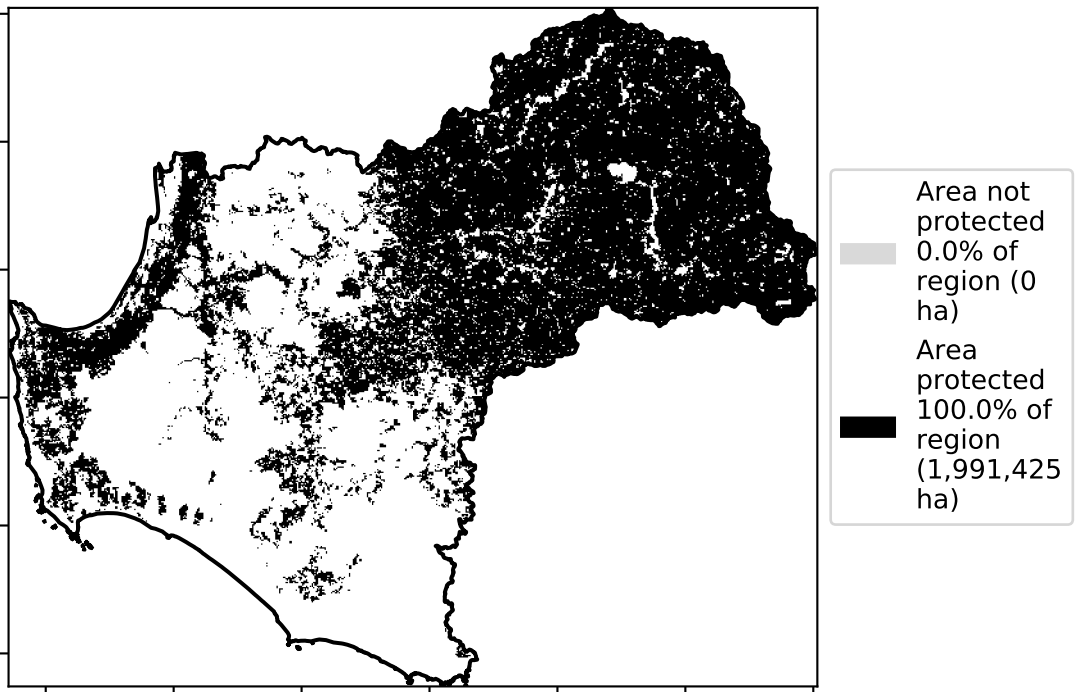 Area not
protected
0.0% of
region (0
ha)
Area
protected
100.0% of
region
(1,991,425
ha)